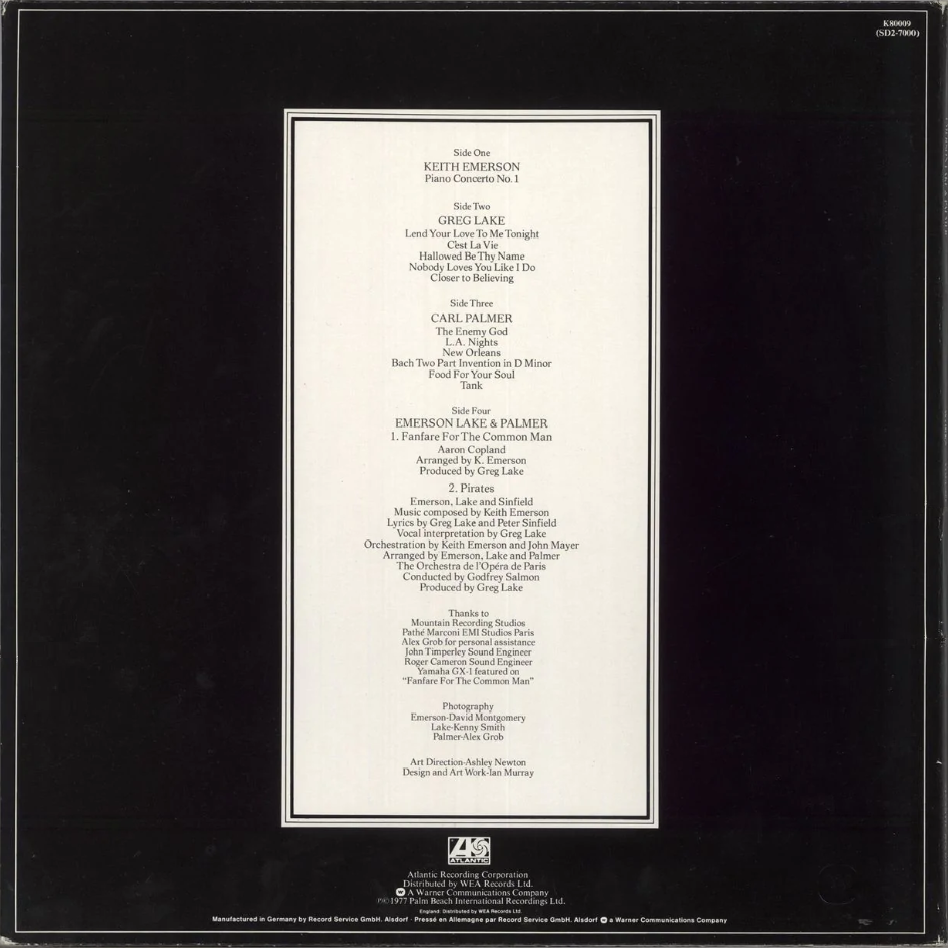 K80009
(SD2-7000)
Side One
KEITH EMERSON
Piano Concerto No. 1
Side Two
GREG LAKE
Lend Your Love To Me Tonight
C'est La Vie
Hallowed Be Thy Name
Nobody Loves You Like I Do
Closer to Believing
Side Three
CARL PALMER
The Enemy God
L.A. Nights
New Orleans
Bach Two Part Invention in D Minor
Food For Your Soul
Tank
Side Four
EMERSON LAKE & PALMER
1. Fanfare For The Common Man
Aaron Copland
Arranged by K. Emerson
Produced by Greg Lake
2. Pirates
Emerson, Lake and Sinfield
Music composed by Keith Emerson
Lyrics by Greg Lake and Peter Sinfield
Vocal interpretation by Greg Lake
Orchestration by Keith Emerson and John Mayer
Arranged by Emerson, Lake and Palmer
The Orchestra de l'Opéra de Paris
Conducted by Godfrey Salmon
Produced by Greg Lake
Thanks to
Mountain Recording Studios
Pathé Marconi EMI Studios Paris
Alex Grob for personal assistance
John Timperley Sound Engineer
Roger Cameron Sound Engineer
Yamaha GX-1 featured on
"Fanfare For The Common Man"
Photography
Emerson-David Montgomery
Lake-Kenny Smith
Palmer-Alex Grob
Art Direction-Ashley Newton
Design and Art Work-Ian Murray
ATLANTIC
Atlantic Recording Corporation
Distributed by WEA Records Ltd.
A Warner Communications Company
℗© 1977 Palm Beach International Recordings Ltd.
England: Distributed by WEA Records Ltd.
Manufactured in Germany by Record Service GmbH. Alsdorf · Pressé en Allemagne par Record Service GmbH. Alsdorf a Warner Communications Company